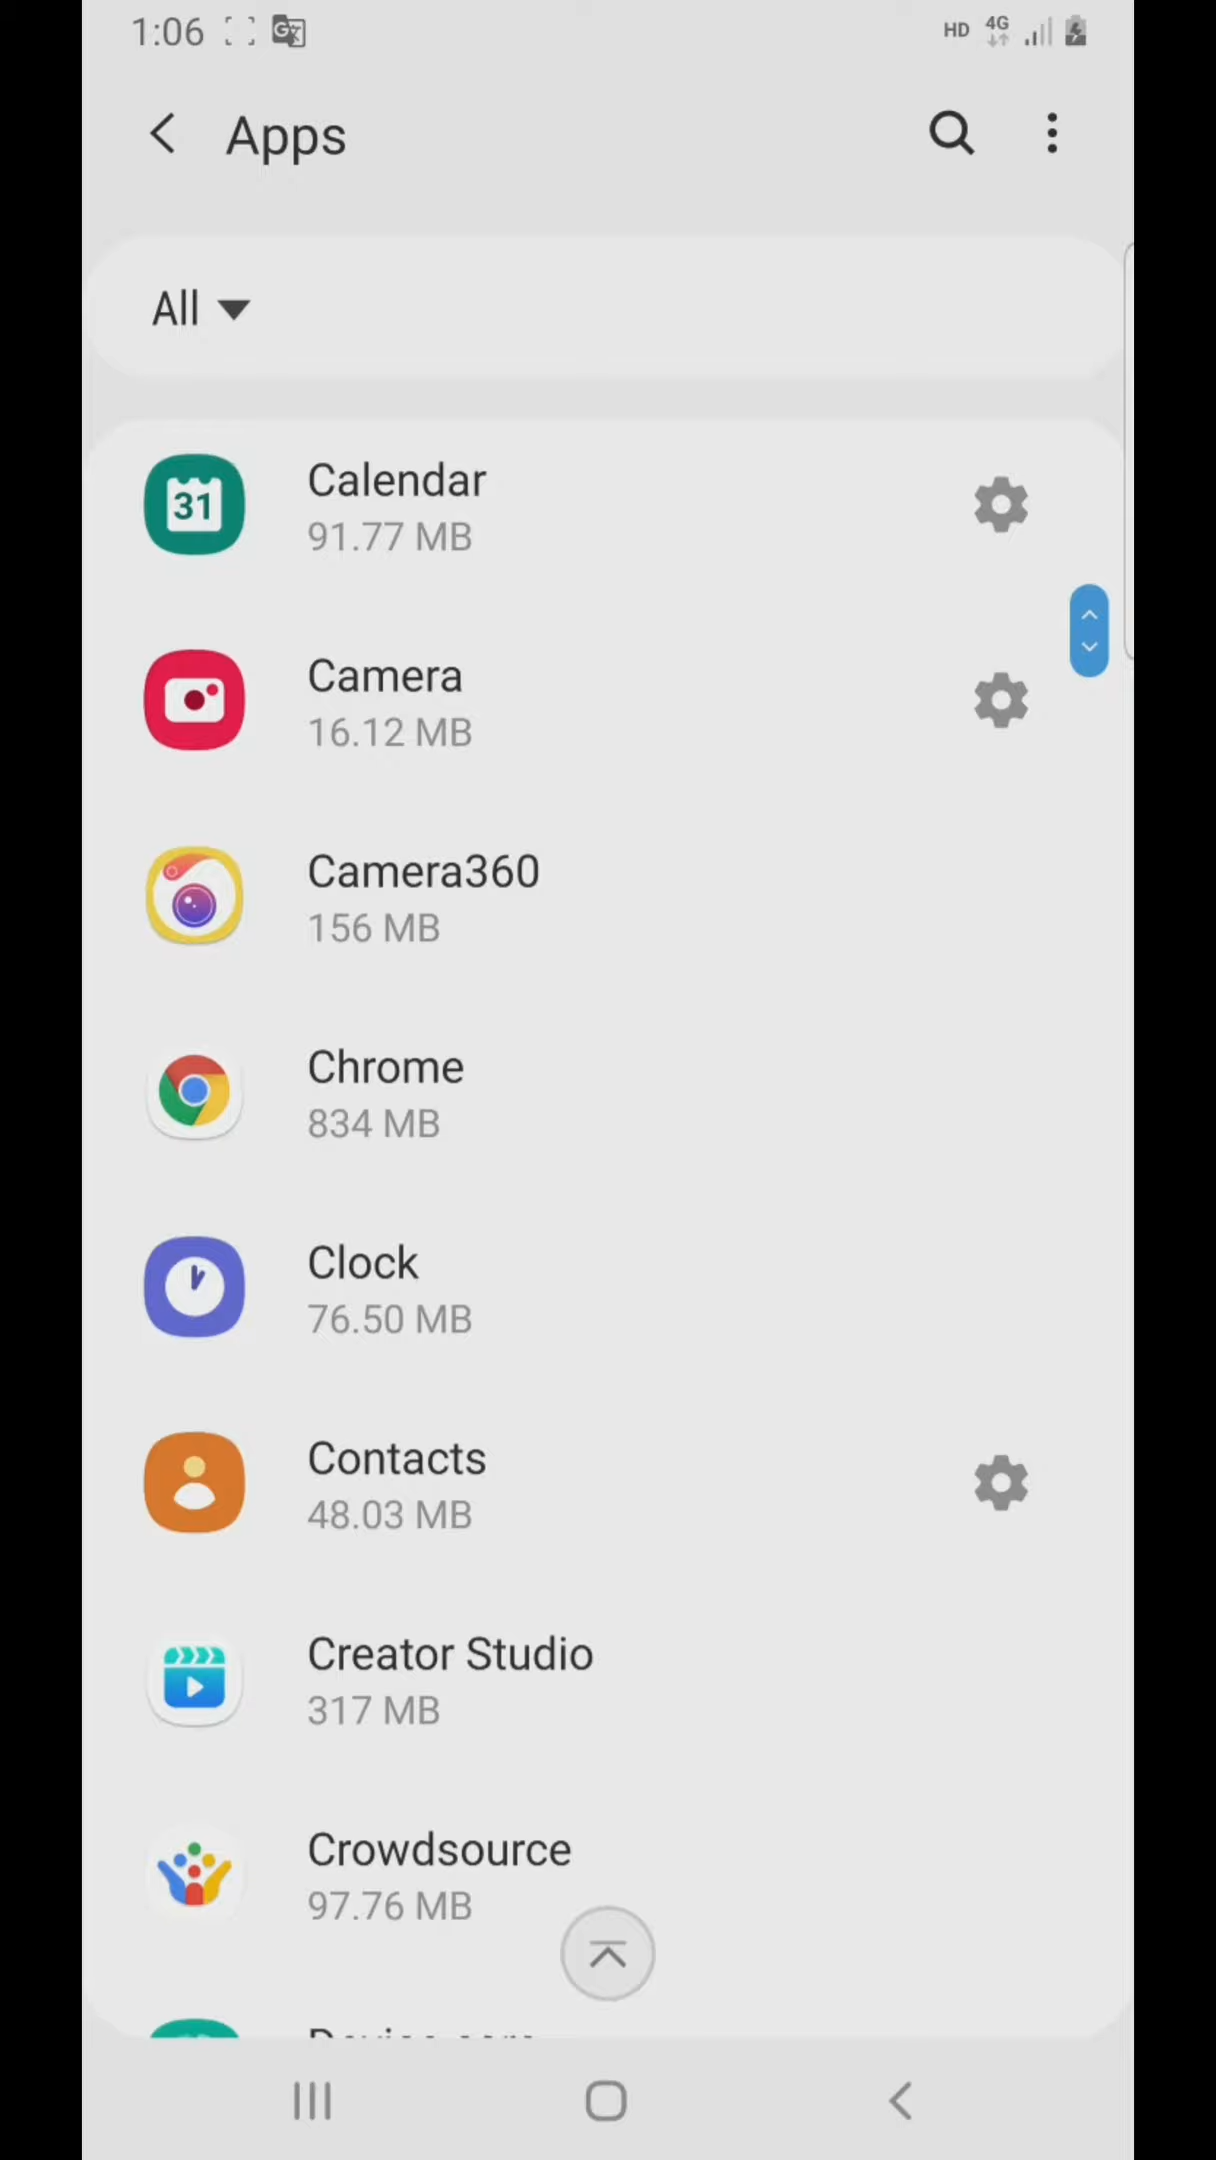 1:06
HD 4G
Apps
All
31
Calendar
91.77 MB
Camera
16.12 MB
Camera360
156 MB
Chrome
834 MB
Clock
76.50 MB
Contacts
48.03 MB
Creator Studio
317 MB
Crowdsource
97.76 MB